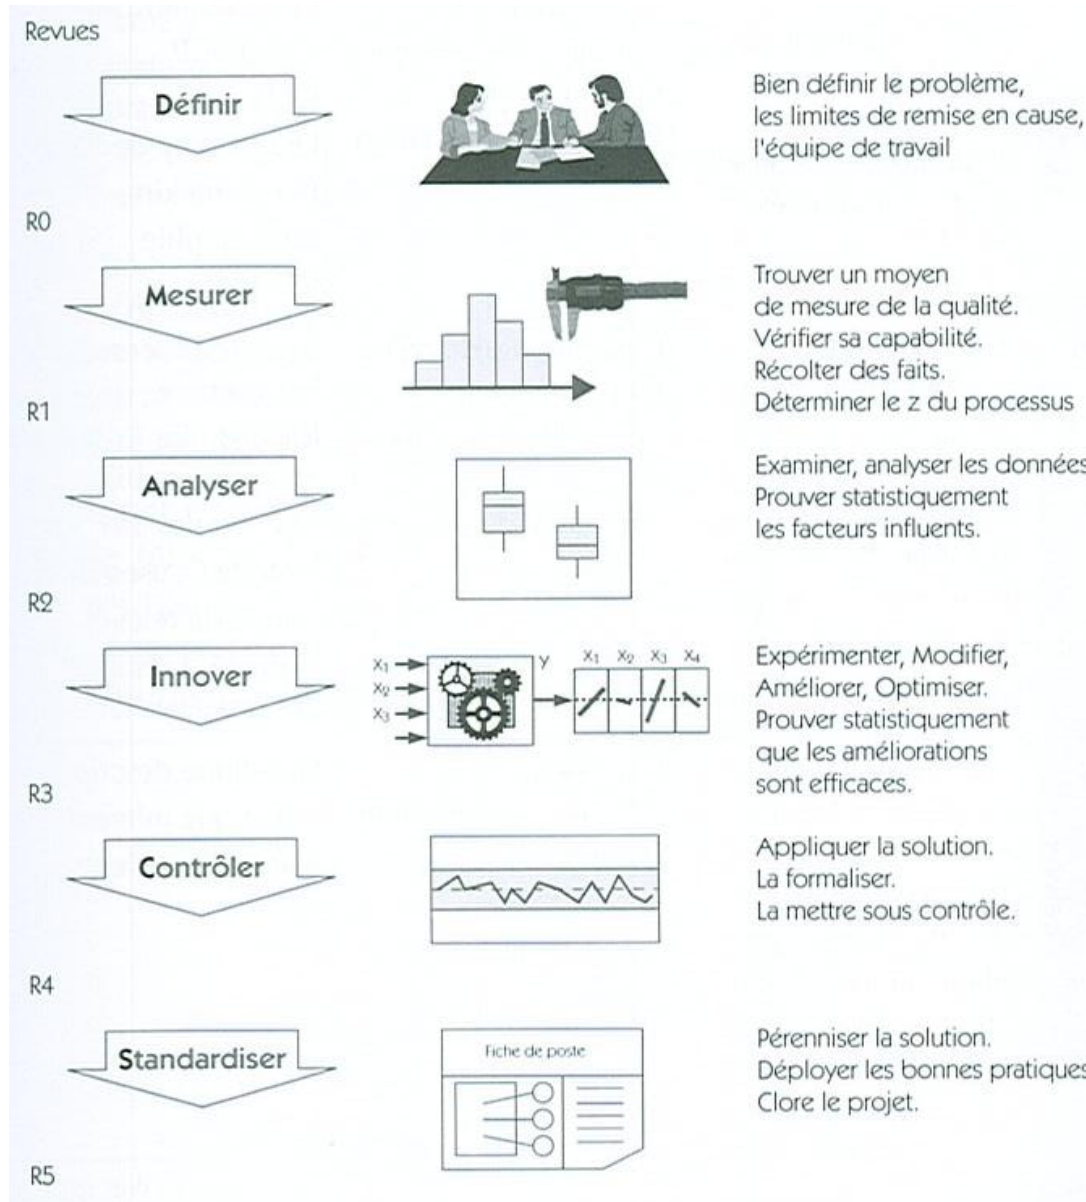 Revues
Définir
Bien définir le problème,
les limites de remise en cause,
l'équipe de travail
R0
Mesurer
Trouver un moyen
de mesure de la qualité.
Vérifier sa capabilité.
Récolter des faits.
Déterminer le z du processus
R1
Analyser
Examiner, analyser les données
Prouver statistiquement
les facteurs influents.
R2
Innover
X1
X2
X3
Y
X1 X2 X3 X4
Expérimenter, Modifier,
Améliorer, Optimiser.
Prouver statistiquement
que les améliorations
sont efficaces.
R3
Contrôler
Appliquer la solution.
La formaliser.
La mettre sous contrôle.
R4
Standardiser
Fiche de poste
Pérenniser la solution.
Déployer les bonnes pratiques
Clore le projet.
R5